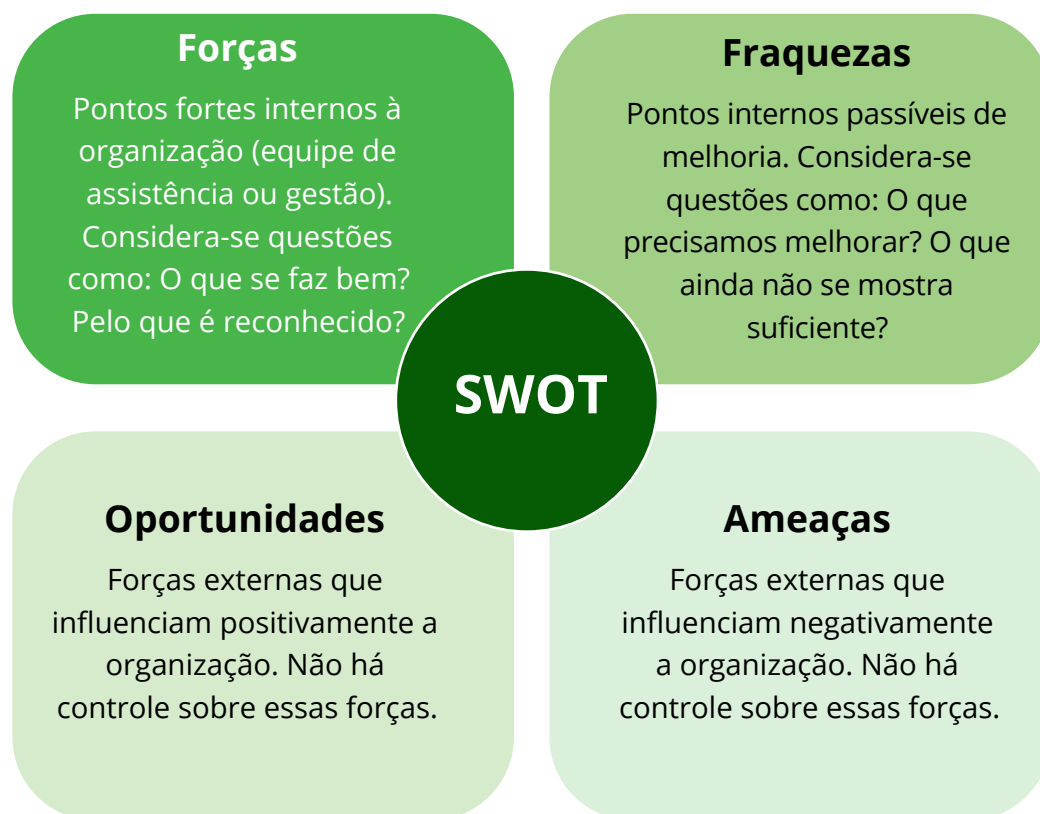 Forças
Pontos fortes internos à
organização (equipe de
assistência ou gestão).
Considera-se questões
como: O que se faz bem?
Pelo que é reconhecido?
Fraquezas
Pontos internos passíveis de
melhoria. Considera-se
questões como: O que
precisamos melhorar? O que
ainda não se mostra
suficiente?
SWOT
Oportunidades
Forças externas que
influenciam positivamente a
organização. Não há
controle sobre essas forças.
Ameaças
Forças externas que
influenciam negativamente
a organização. Não há
controle sobre essas forças.